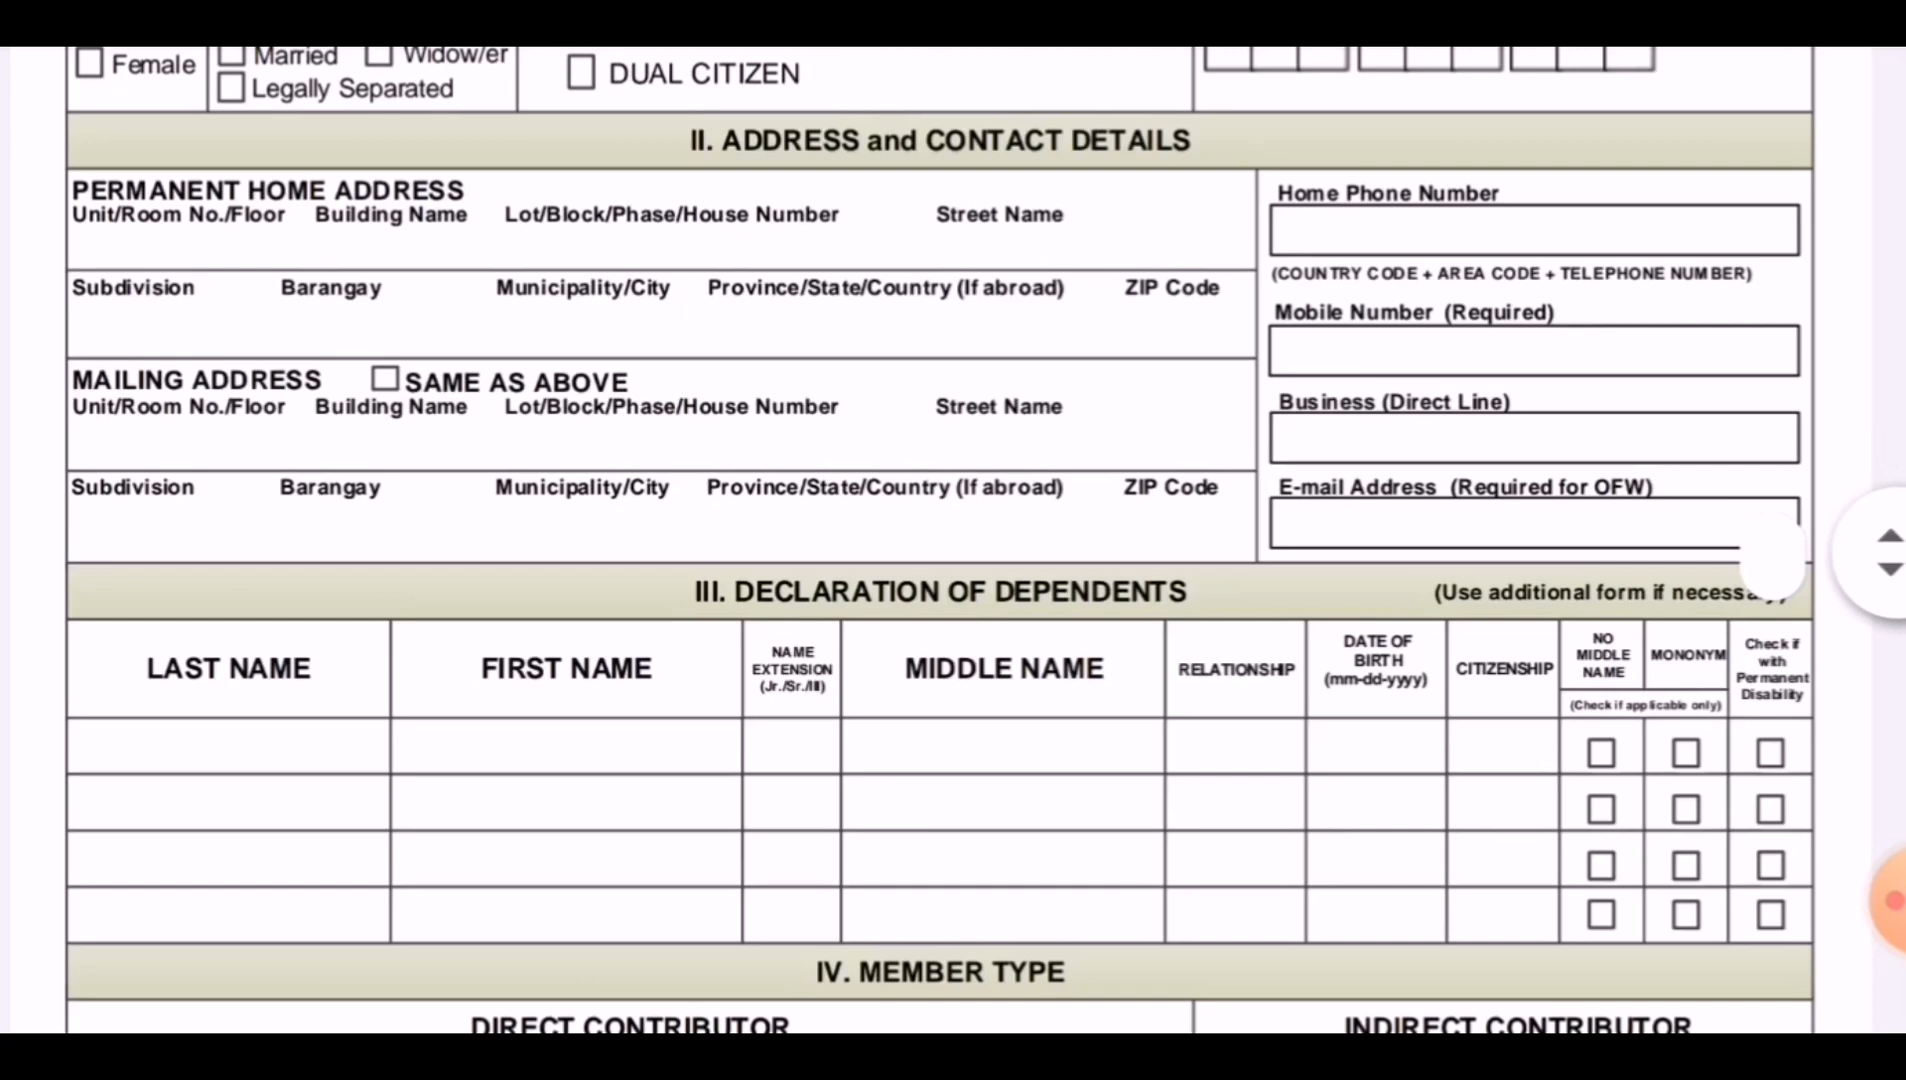 Female
Married
Widow/er
Legally Separated
DUAL CITIZEN
II. ADDRESS and CONTACT DETAILS
PERMANENT HOME ADDRESS
Unit/Room No./Floor Building Name Lot/Block/Phase/House Number Street Name
Subdivision Barangay Municipality/City Province/State/Country (If abroad) ZIP Code
MAILING ADDRESS SAME AS ABOVE
Unit/Room No./Floor Building Name Lot/Block/Phase/House Number Street Name
Subdivision Barangay Municipality/City Province/State/Country (If abroad) ZIP Code
Home Phone Number
(COUNTRY CODE + AREA CODE + TELEPHONE NUMBER)
Mobile Number (Required)
Business (Direct Line)
E-mail Address (Required for OFW)
III. DECLARATION OF DEPENDENTS (Use additional form if necessary)
LAST NAME
FIRST NAME
NAME
EXTENSION
(Jr./Sr./III)
MIDDLE NAME
RELATIONSHIP
DATE OF
BIRTH
(mm-dd-yyyy)
CITIZENSHIP
NO
MIDDLE
NAME
MONONYM
(Check if applicable only)
Check if
with
Permanent
Disability
IV. MEMBER TYPE
DIRECT CONTRIBUTOR
INDIRECT CONTRIBUTOR